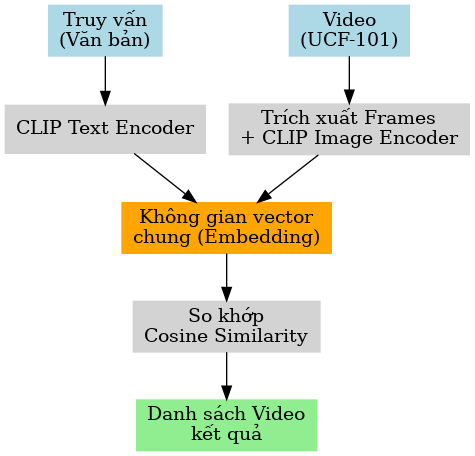 Truy vấn
(Văn bản)
Video
(UCF-101)
CLIP Text Encoder
Trích xuất Frames
+ CLIP Image Encoder
Không gian vector
chung (Embedding)
So khớp
Cosine Similarity
Danh sách Video
kết quả